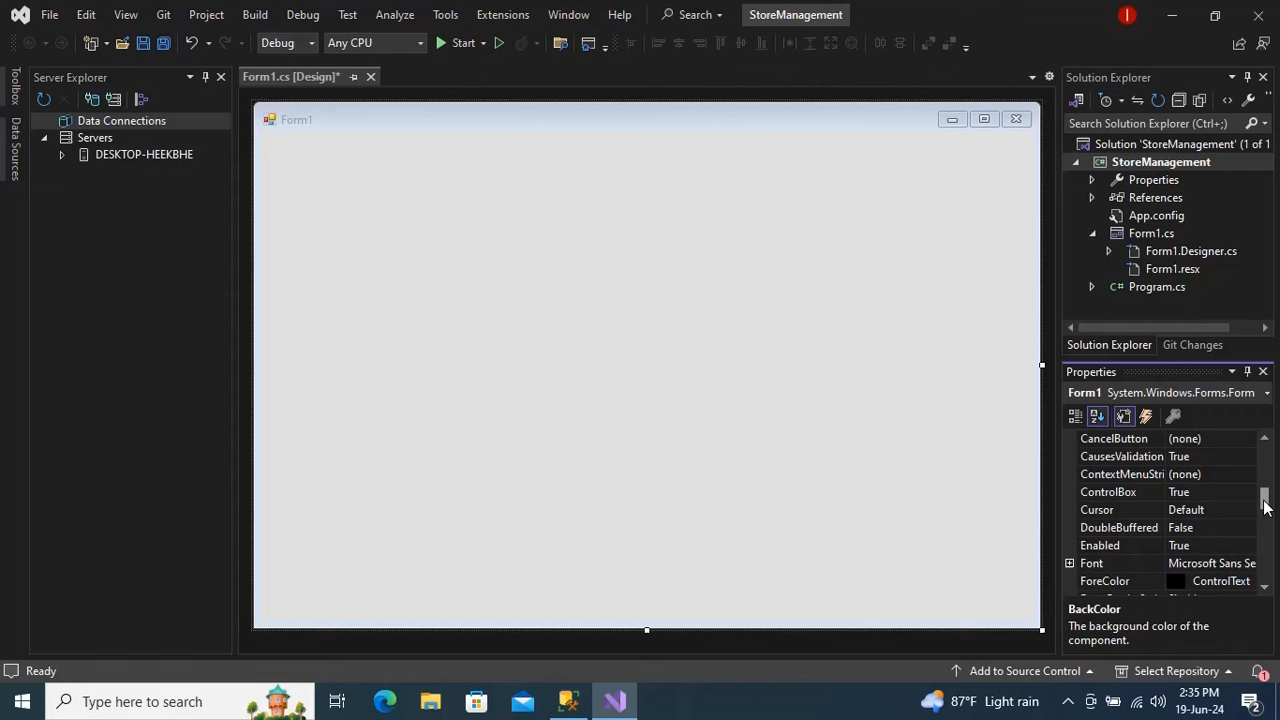 File Edit View Git Project Build Debug Test Analyze Tools Extensions Window Help Search StoreManagement
Debug Any CPU Start
Toolbox
Data Sources
Server Explorer
Data Connections
Servers
DESKTOP-HEEKBHE
Form1.cs [Design]*
Form1
Solution Explorer
Search Solution Explorer (Ctrl+;)
Solution 'StoreManagement' (1 of 1
StoreManagement
Properties
References
App.config
Form1.cs
Form1.Designer.cs
Form1.resx
Program.cs
Solution Explorer Git Changes
Properties
Form1 System.Windows.Forms.Form
CancelButton (none)
CausesValidation True
ContextMenuStri (none)
ControlBox True
Cursor Default
DoubleBuffered False
Enabled True
Font Microsoft Sans Se
ForeColor ControlText
BackColor
The background color of the
component.
Ready Add to Source Control Select Repository 1
Type here to search 87°F Light rain 2:35 PM
19-Jun-24 2